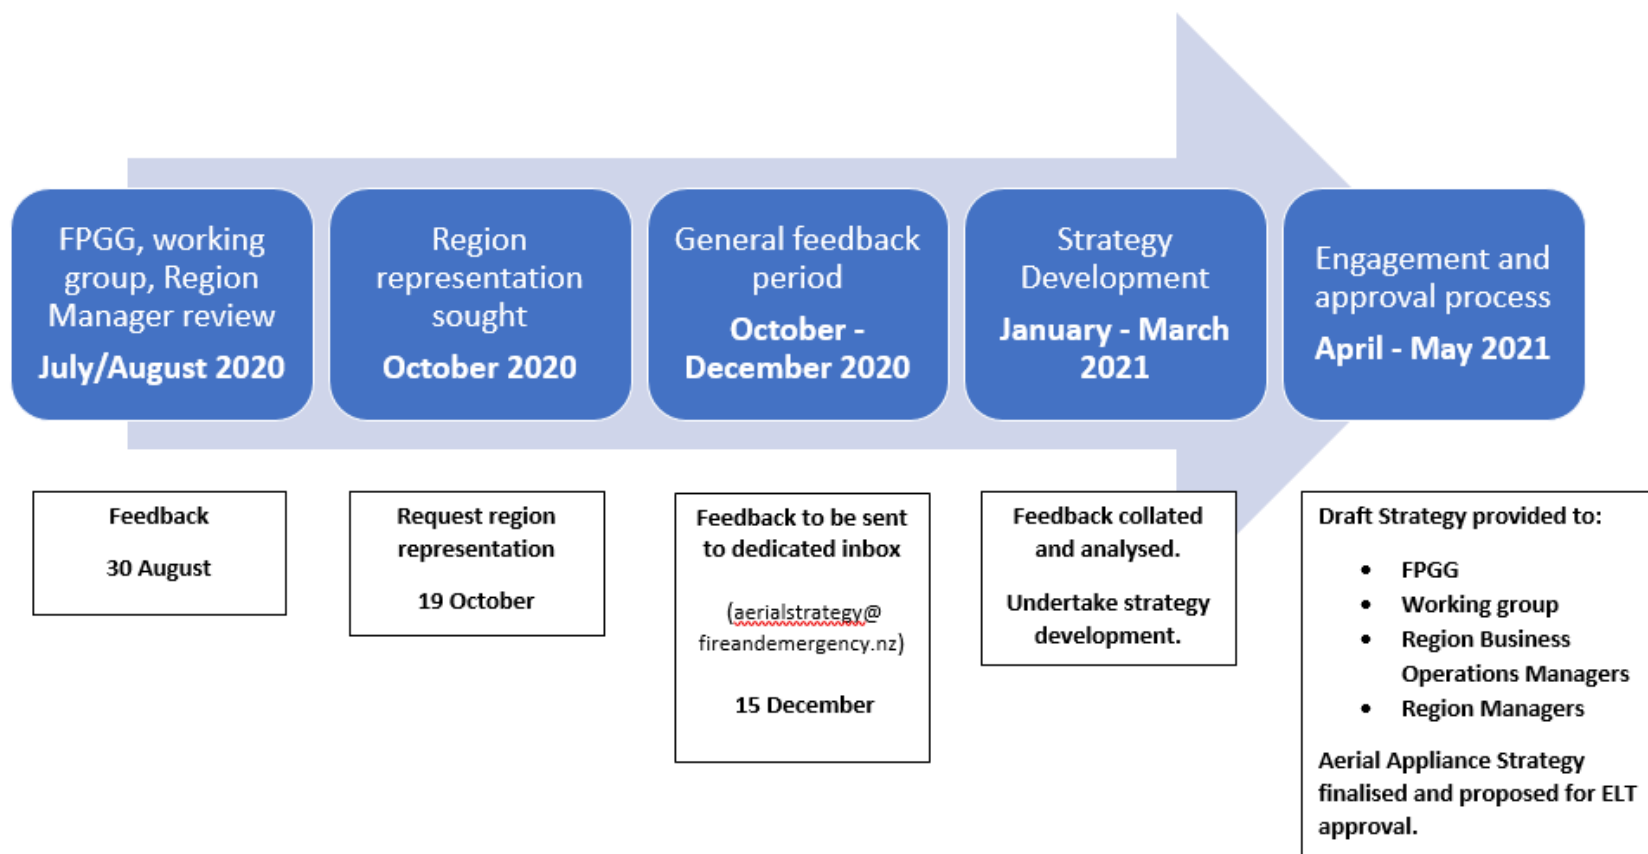 FPGG, working
group, Region
Manager review
July/August 2020
Region
representation
sought
October 2020
General feedback
period
October -
December 2020
Strategy
Development
January - March
2021
Engagement and
approval process
April - May 2021
Feedback
30 August
Request region
representation
19 October
Feedback to be sent
to dedicated inbox
(aerialstrategy@
fireandemergency.nz)
15 December
Feedback collated
and analysed.
Undertake strategy
development.
Draft Strategy provided to:
• FPGG
• Working group
• Region Business
Operations Managers
• Region Managers
Aerial Appliance Strategy
finalised and proposed for ELT
approval.